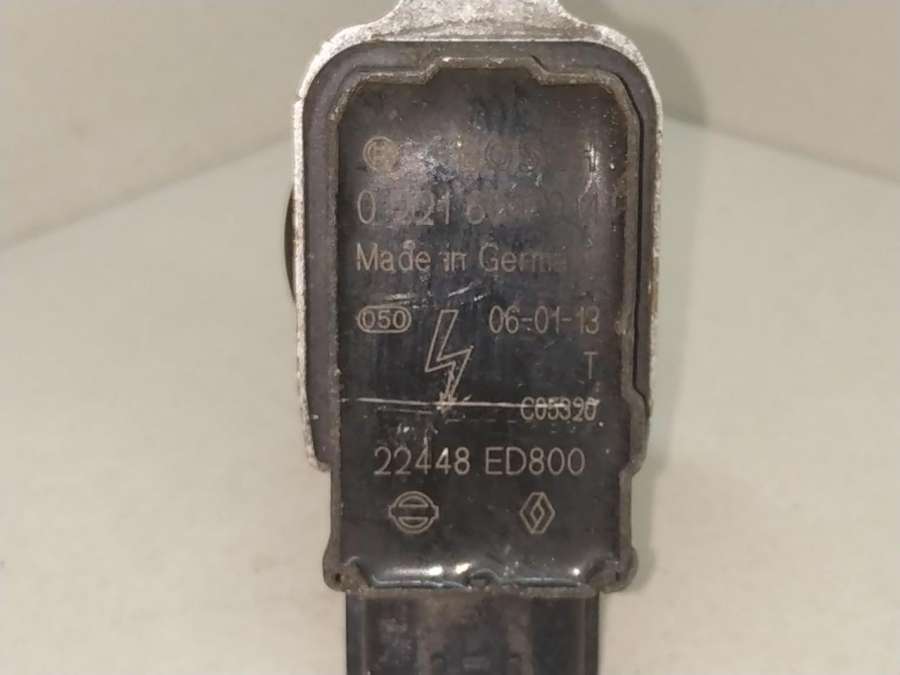 Made in Germa
050
06-01-13
T
C05320
22448 ED800